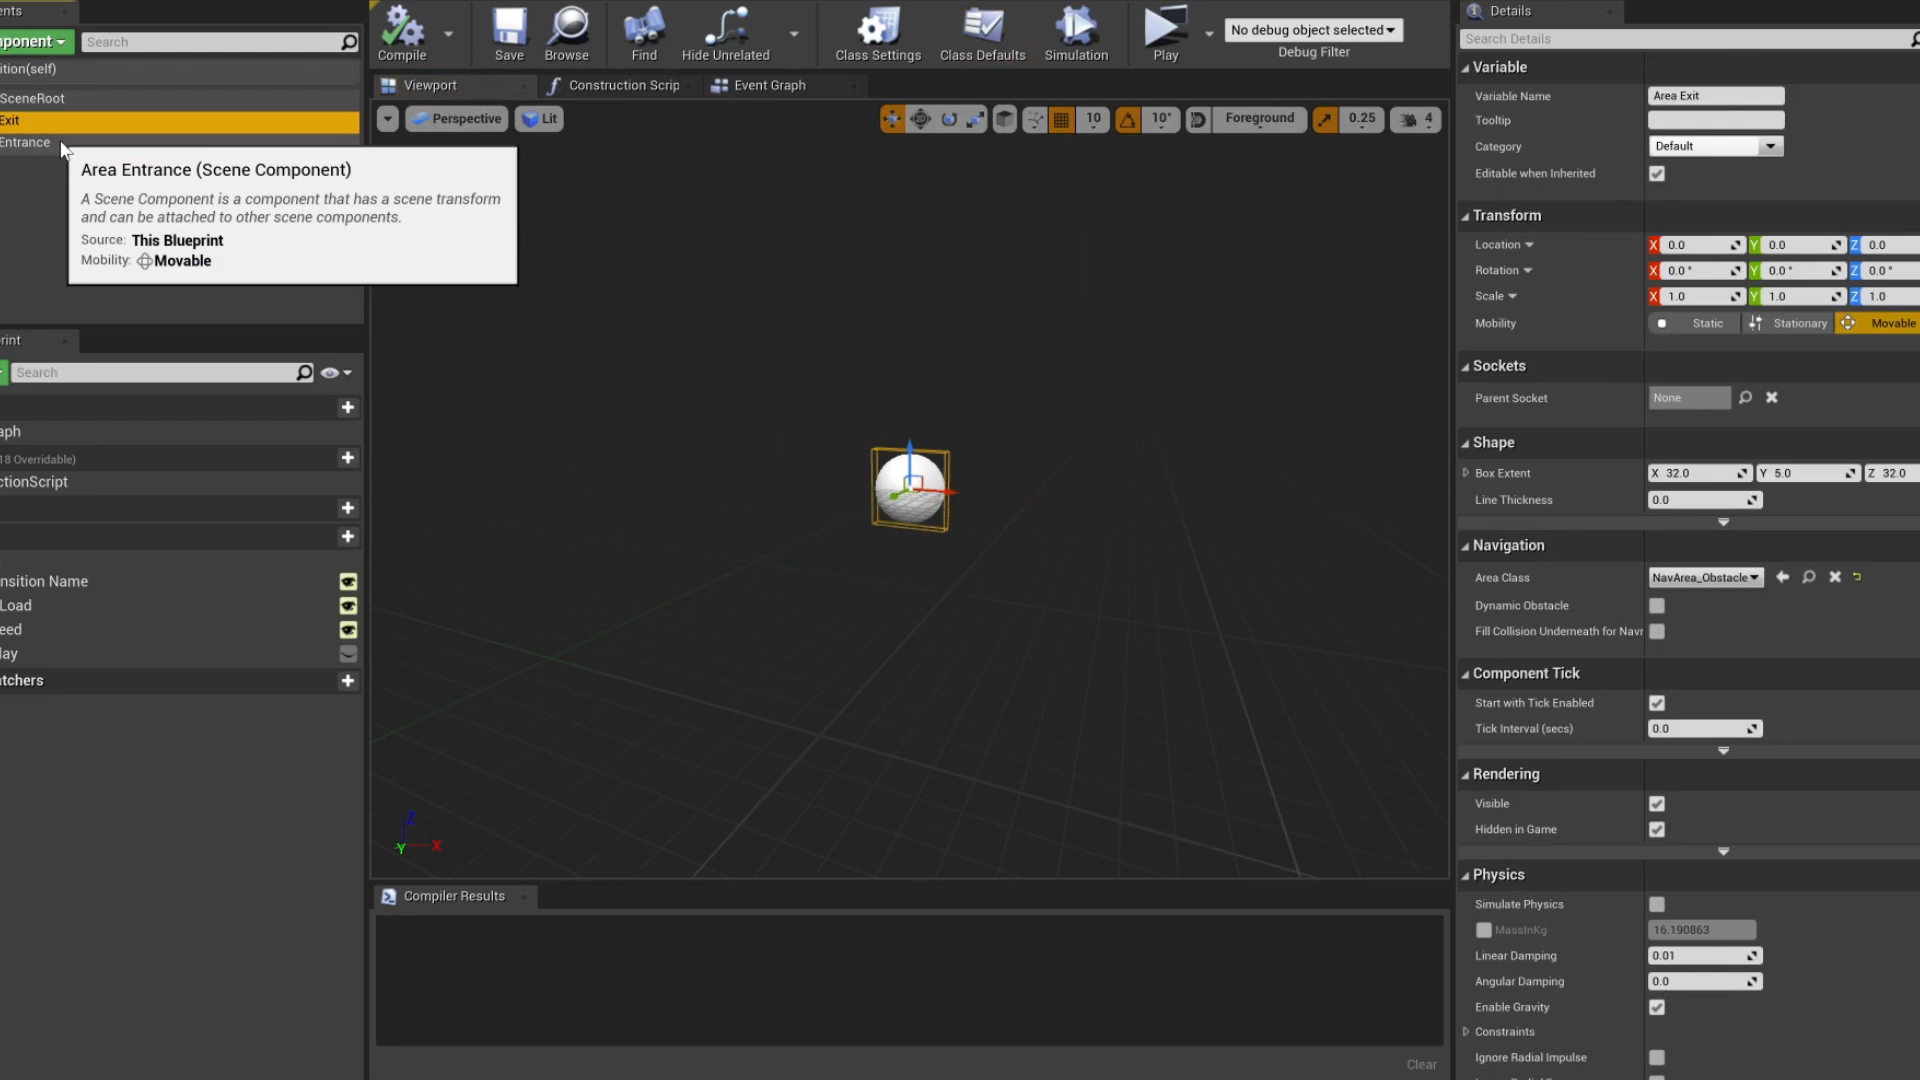 ents
ponent
Search
ition(self)
SceneRoot
Exit
Entrance
Area Entrance (Scene Component)
A Scene Component is a component that has a scene transform
and can be attached to other scene components.
Source: This Blueprint
Mobility: Movable
rint
Search
aph
18 Overridable)
ctionScript
nsition Name
Load
eed
lay
tchers
Compile
Save
Browse
Find
Hide Unrelated
Class Settings
Class Defaults
Simulation
Play
No debug object selected
Debug Filter
Viewport
Construction Scrip
Event Graph
Perspective
Lit
10
10°
Foreground
0.25
4
Z
Y
X
Compiler Results
Clear
Details
Search Details
Variable
Variable Name Area Exit
Tooltip
Category Default
Editable when Inherited
Transform
Location X 0.0 Y 0.0 Z 0.0
Rotation X 0.0° Y 0.0° Z 0.0°
Scale X 1.0 Y 1.0 Z 1.0
Mobility Static Stationary Movable
Sockets
Parent Socket None
Shape
Box Extent X 32.0 Y 5.0 Z 32.0
Line Thickness 0.0
Navigation
Area Class NavArea_Obstacle
Dynamic Obstacle
Fill Collision Underneath for Navm
Component Tick
Start with Tick Enabled
Tick Interval (secs) 0.0
Rendering
Visible
Hidden in Game
Physics
Simulate Physics
MassInKg 16.190863
Linear Damping 0.01
Angular Damping 0.0
Enable Gravity
Constraints
Ignore Radial Impulse